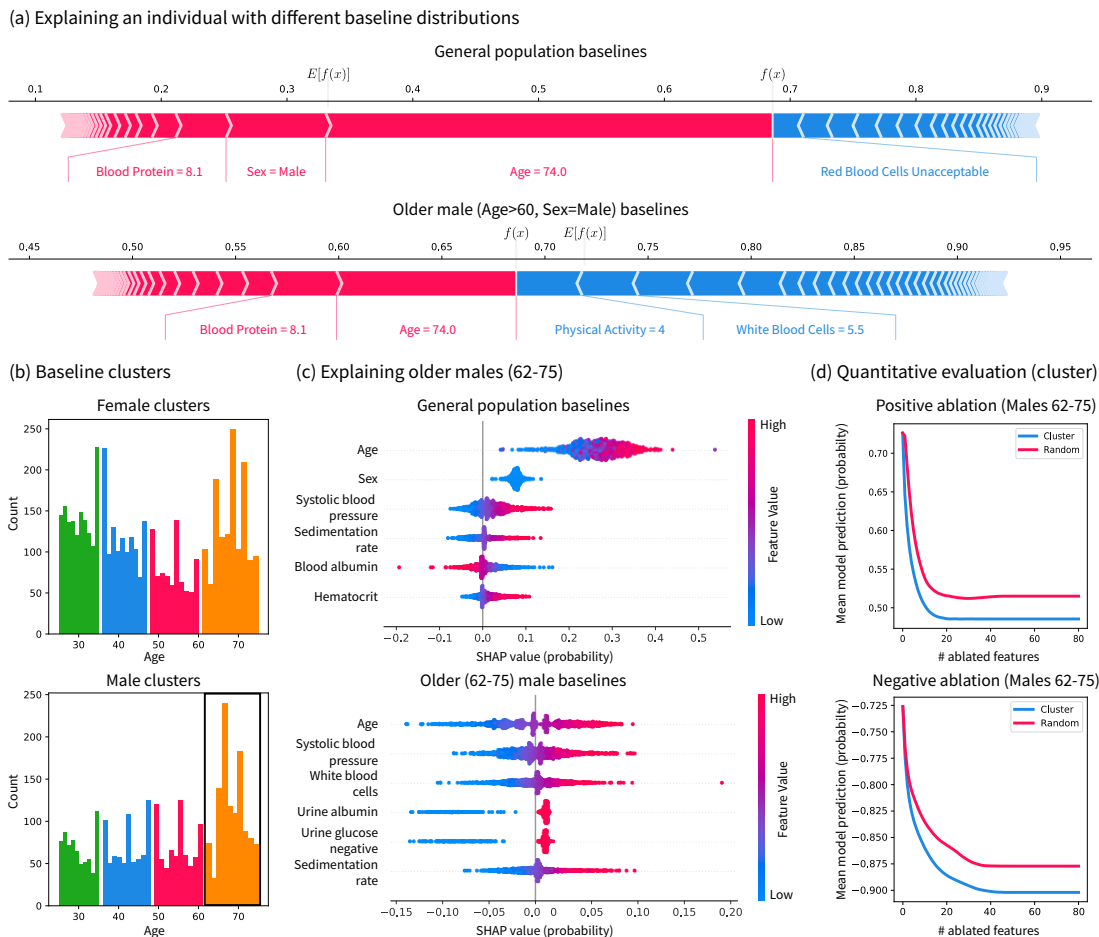 (a) Explaining an individual with different baseline distributions
General population baselines
E[f(x)] f(x)
0.1 0.2 0.3 0.4 0.5 0.6 0.7 0.8 0.9
Blood Protein = 8.1 Sex = Male Age = 74.0 Red Blood Cells Unacceptable
Older male (Age>60, Sex=Male) baselines
f(x) E[f(x)]
0.45 0.50 0.55 0.60 0.65 0.70 0.75 0.80 0.85 0.90 0.95
Blood Protein = 8.1 Age = 74.0 Physical Activity = 4 White Blood Cells = 5.5
(b) Baseline clusters
Female clusters
Count
250
200
150
100
50
0
30 40 50 60 70
Age
Male clusters
Count
250
200
150
100
50
0
30 40 50 60 70
Age
(c) Explaining older males (62-75)
General population baselines
Age
Sex
Systolic blood
pressure
Sedimentation
rate
Blood albumin
Hematocrit
−0.2 −0.1 0.0 0.1 0.2 0.3 0.4 0.5
SHAP value (probability)
High
Feature Value
Low
Older (62-75) male baselines
Age
Systolic blood
pressure
White blood
cells
Urine albumin
Urine glucose
negative
Sedimentation
rate
−0.15 −0.10 −0.05 0.0 0 0.05 0.10 0.15 0.20
SHAP value (probability)
High
Feature Value
Low
(d) Quantitative evaluation (cluster)
Positive ablation (Males 62-75)
Mean model prediction (probability)
0.70
0.65
0.60
0.55
0.50
Cluster
Random
0 20 40 60 80
# ablated features
Negative ablation (Males 62-75)
Mean model prediction (probability)
−0.725
−0.750
−0.775
−0.800
−0.825
−0.850
−0.875
−0.900
Cluster
Random
0 20 40 60 80
# ablated features